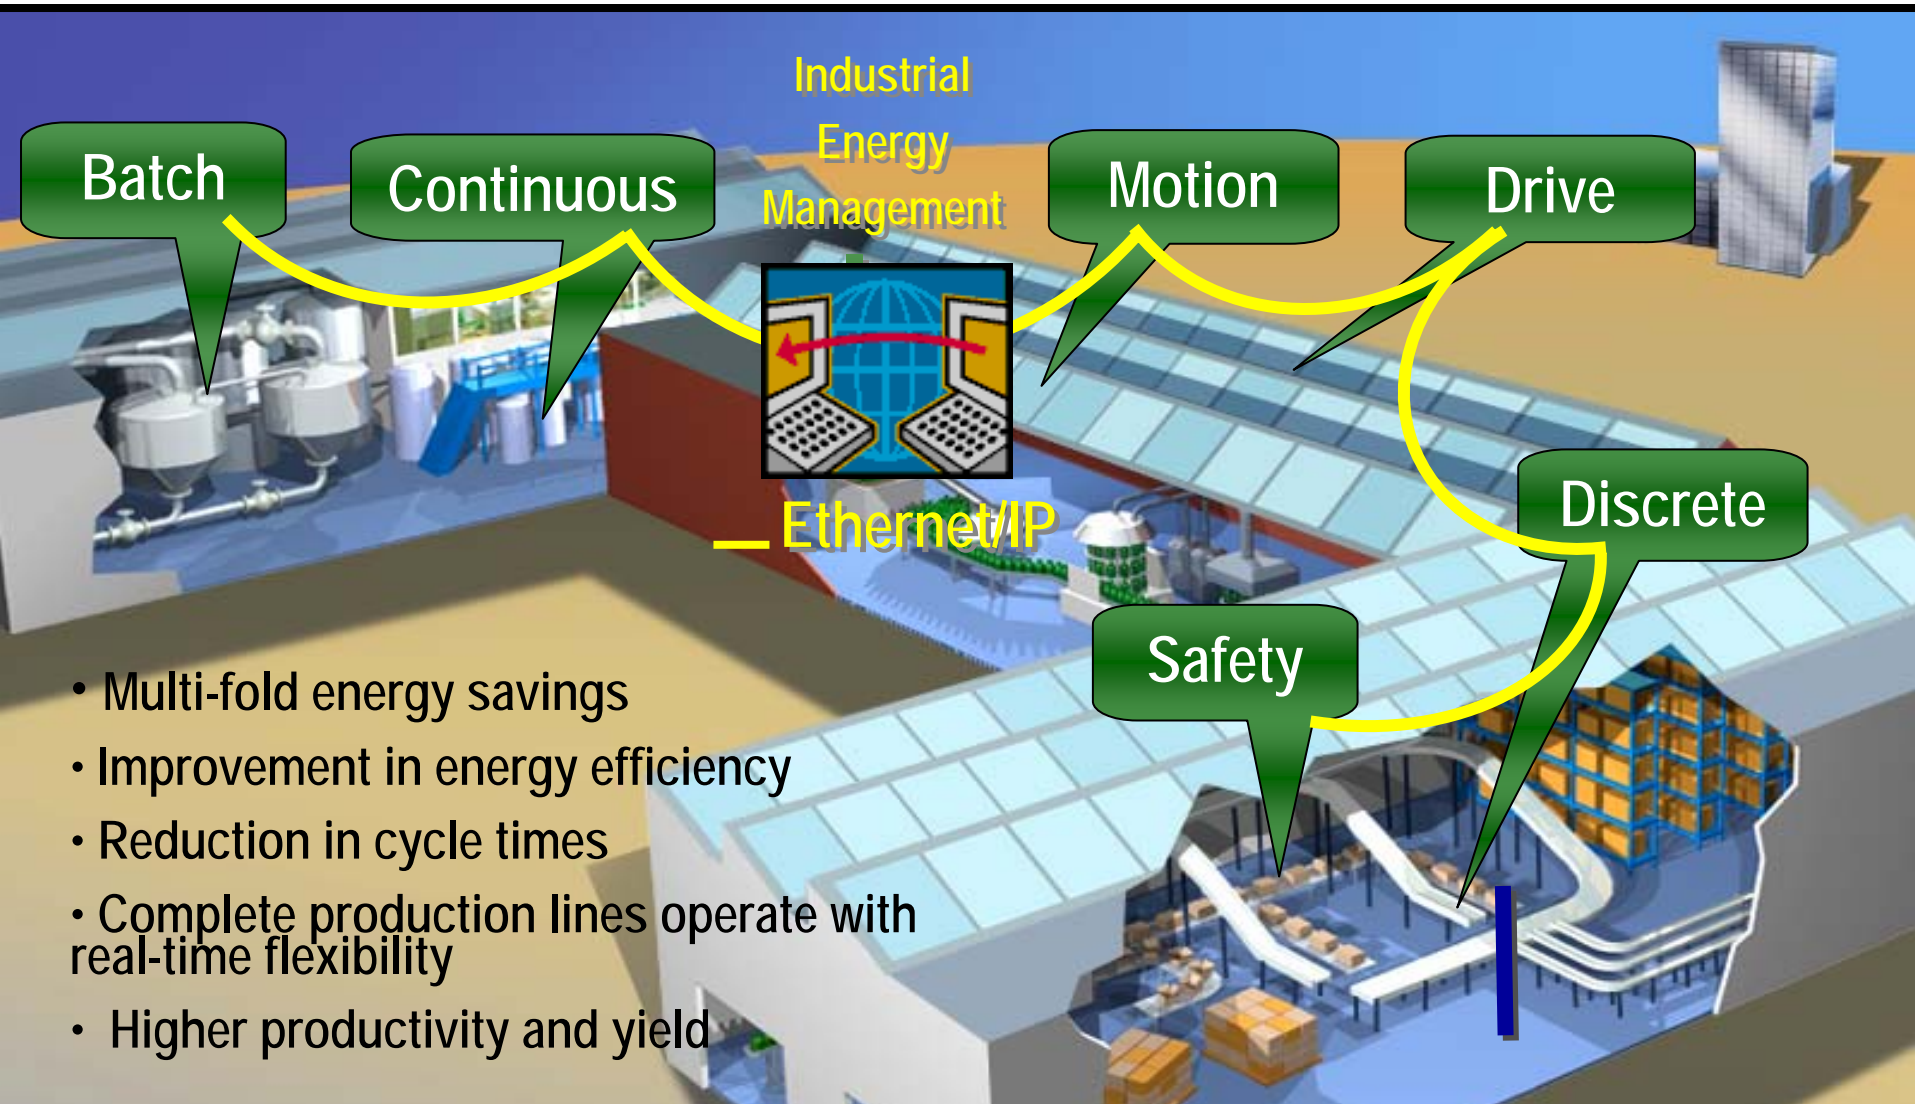 Industrial
Energy
Management
Batch
Continuous
Motion
Drive
Ethernet/IP
Discrete
Safety
• Multi-fold energy savings
• Improvement in energy efficiency
• Reduction in cycle times
• Complete production lines operate with
real-time flexibility
• Higher productivity and yield